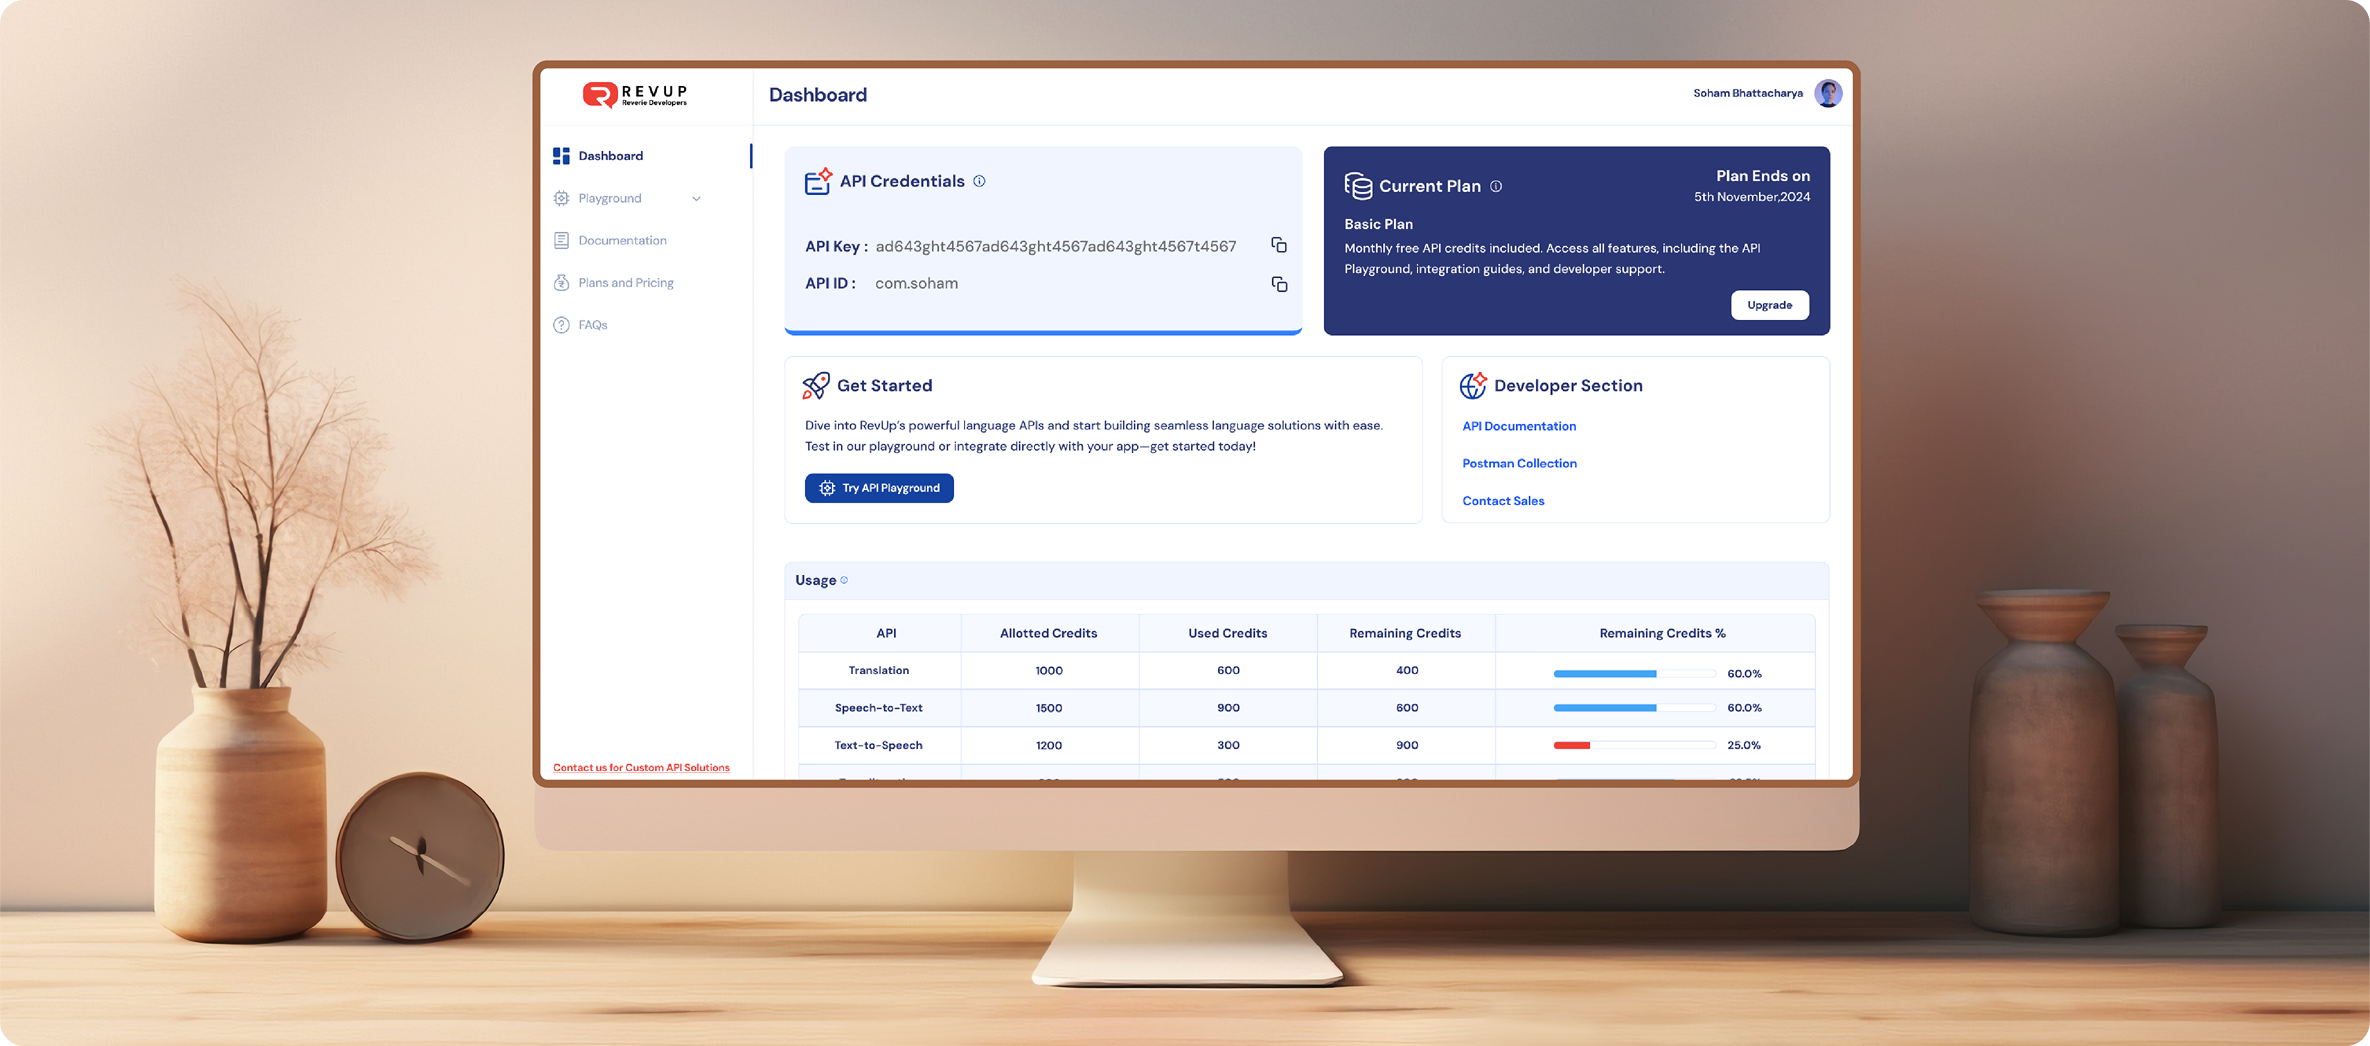 REVUP
Reverie Developers
Dashboard
Soham Bhattacharya
Dashboard
Playground
Documentation
Plans and Pricing
FAQs
Contact us for Custom API Solutions
API Credentials
API Key : ad643ght4567ad643ght4567ad643ght4567t4567
API ID : com.soham
Current Plan
Plan Ends on
5th November,2024
Basic Plan
Monthly free API credits included. Access all features, including the API
Playground, integration guides, and developer support.
Upgrade
Get Started
Dive into RevUp’s powerful language APIs and start building seamless language solutions with ease.
Test in our playground or integrate directly with your app—get started today!
Try API Playground
Developer Section
API Documentation
Postman Collection
Contact Sales
Usage
API Allotted Credits Used Credits Remaining Credits Remaining Credits %
Translation 1000 600 400 60.0%
Speech-to-Text 1500 900 600 60.0%
Text-to-Speech 1200 300 900 25.0%